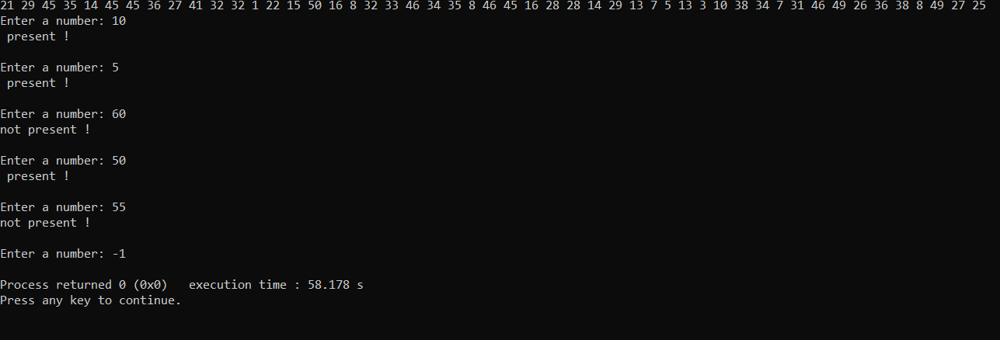 21 29 45 35 14 45 45 36 27 41 32 32 1 22 15 50 16 8 32 33 46 34 35 8 46 45 16 28 28 14 29 13 7 5 13 3 10 38 34 7 31 46 49 26 36 38 8 49 27 25
Enter a number: 10
 present !
Enter a number: 5
 present !
Enter a number: 60
not present !
Enter a number: 50
 present !
Enter a number: 55
not present !
Enter a number: -1
Process returned 0 (0x0)   execution time : 58.178 s
Press any key to continue.